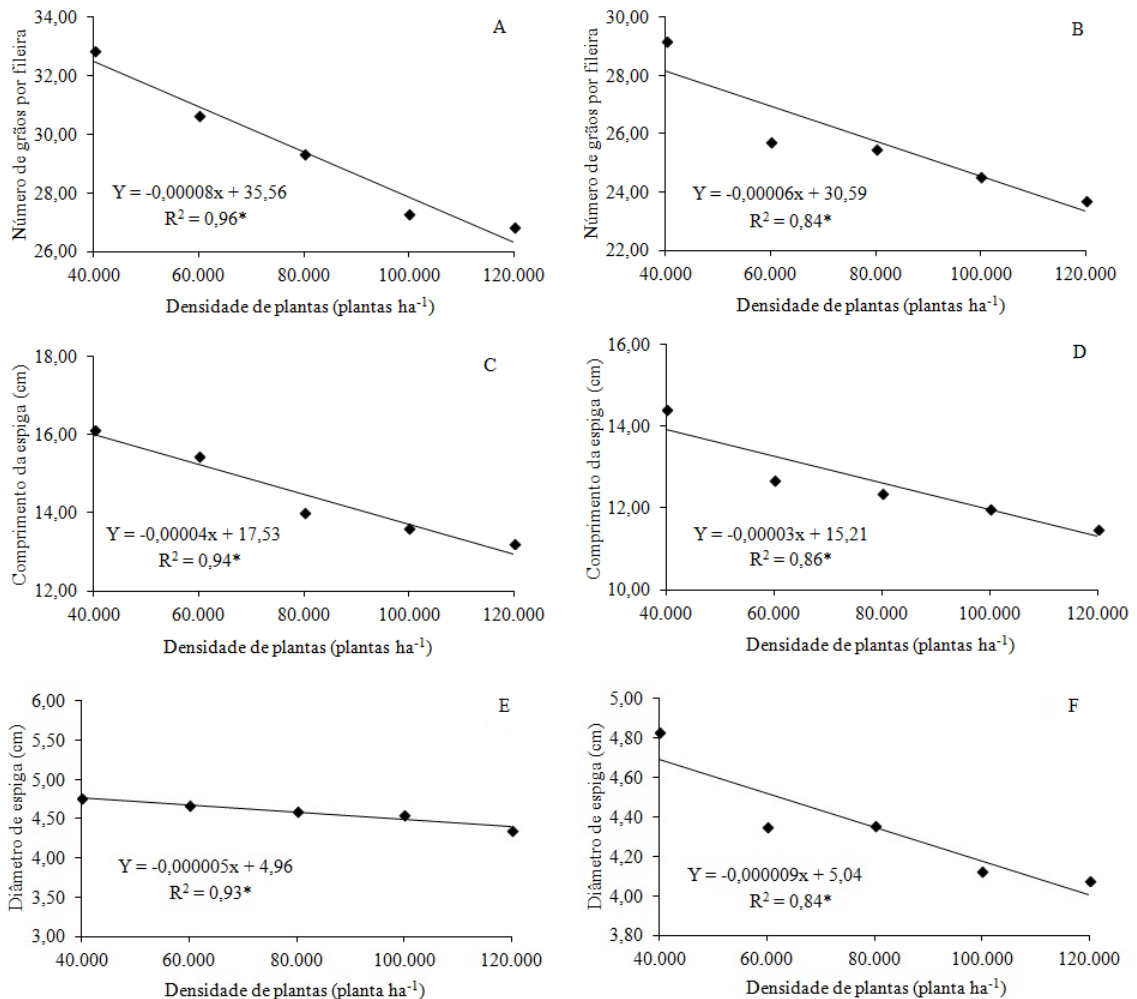 A
Número de grãos por fileira
34,00
32,00
30,00
28,00
26,00
Y = -0,00008x + 35,56
R² = 0,96*
40.000 60.000 80.000 100.000 120.000
Densidade de plantas (plantas ha⁻¹)
B
Número de grãos por fileira
30,00
28,00
26,00
24,00
22,00
Y = -0,00006x + 30,59
R² = 0,84*
40.000 60.000 80.000 100.000 120.000
Densidade de plantas (plantas ha⁻¹)
C
Comprimento da espiga (cm)
18,00
16,00
14,00
12,00
Y = -0,00004x + 17,53
R² = 0,94*
40.000 60.000 80.000 100.000 120.000
Densidade de plantas (plantas ha⁻¹)
D
Comprimento da espiga (cm)
16,00
14,00
12,00
10,00
Y = -0,00003x + 15,21
R² = 0,86*
40.000 60.000 80.000 100.000 120.000
Densidade de plantas (plantas ha⁻¹)
E
Diâmetro de espiga (cm)
6,00
5,50
5,00
4,50
4,00
3,50
3,00
Y = -0,000005x + 4,96
R² = 0,93*
40.000 60.000 80.000 100.000 120.000
Densidade de plantas (planta ha⁻¹)
F
Diâmetro de espiga (cm)
5,00
4,80
4,60
4,40
4,20
4,00
3,80
Y = -0,000009x + 5,04
R² = 0,84*
40.000 60.000 80.000 100.000 120.000
Densidade de plantas (planta ha⁻¹)